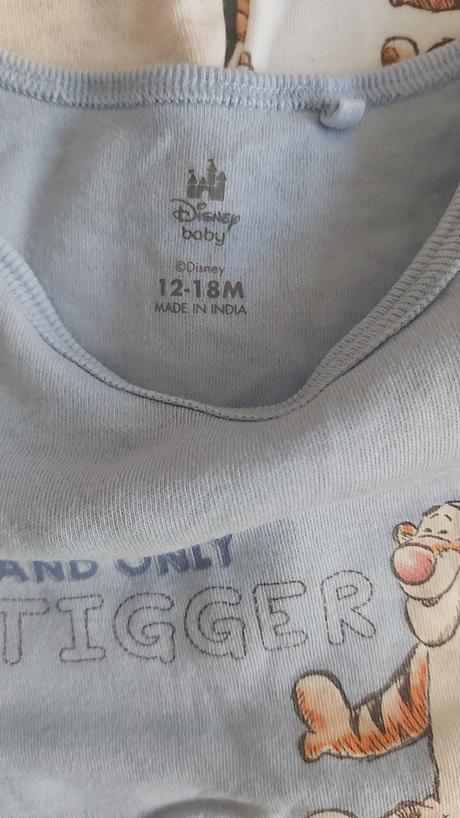 Disney
baby
©Disney
12-18M
MADE IN INDIA
AND ONLY
TIGGER